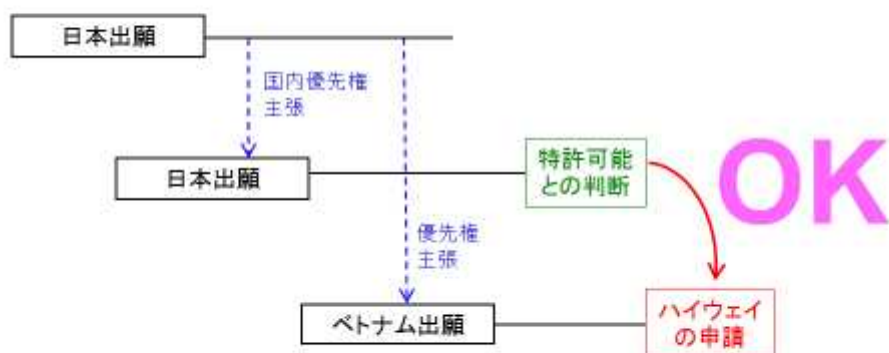 日本出願
国内優先権
主張
日本出願
特許可能
との判断
OK
優先権
主張
ベトナム出願
ハイウェイ
の申請